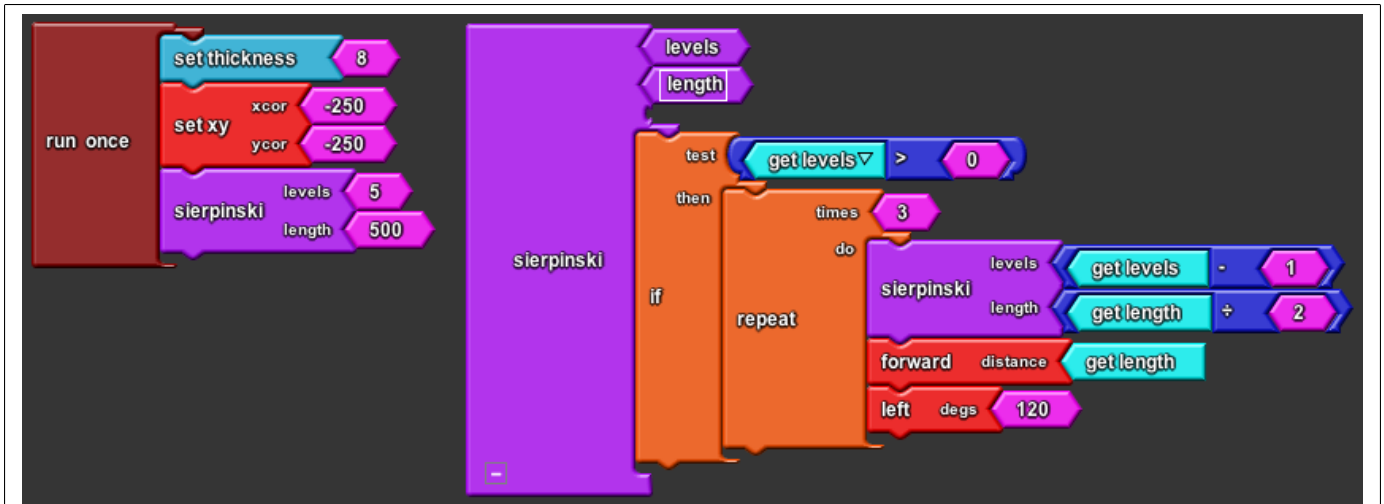 run once
set thickness 8
set xy
xcor -250
ycor -250
sierpinski
levels 5
length 500
sierpinski
levels
length
if
test get levels > 0
then
repeat
times 3
do
sierpinski
levels get levels - 1
length get length ÷ 2
forward distance get length
left degs 120
-